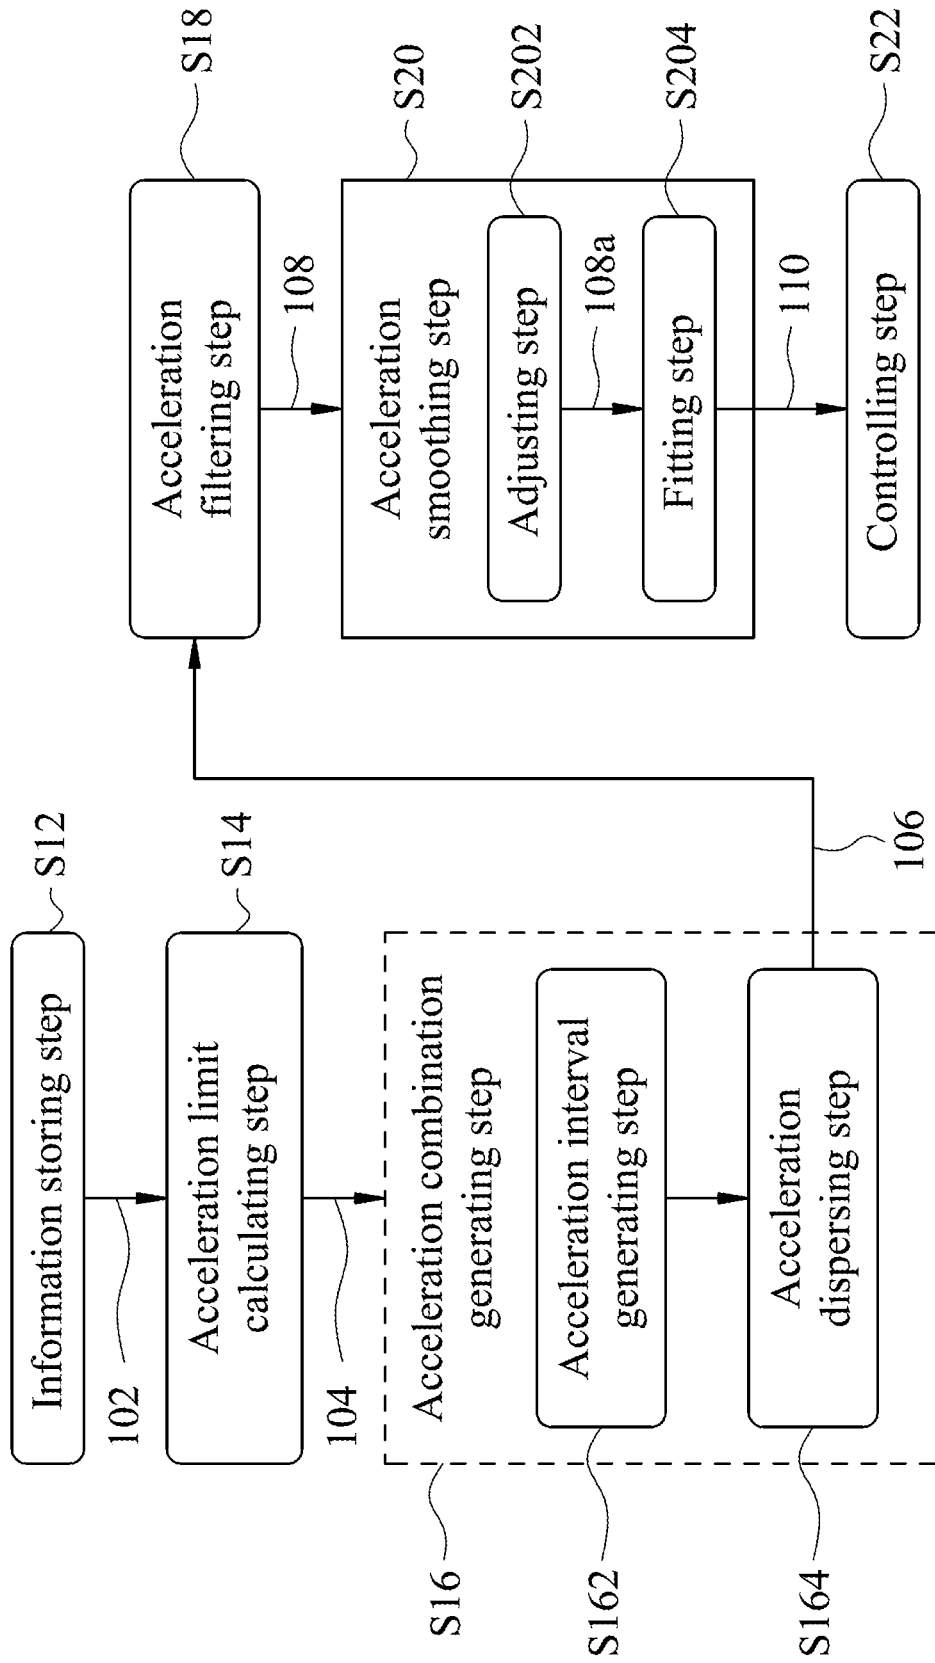 Information storing step
S12
102
Acceleration limit
calculating step
S14
104
S16
Acceleration combination
generating step
S162
Acceleration interval
generating step
S164
Acceleration
dispersing step
106
Acceleration
filtering step
S18
108
Acceleration
smoothing step
S20
Adjusting step
S202
108a
Fitting step
S204
110
Controlling step
S22